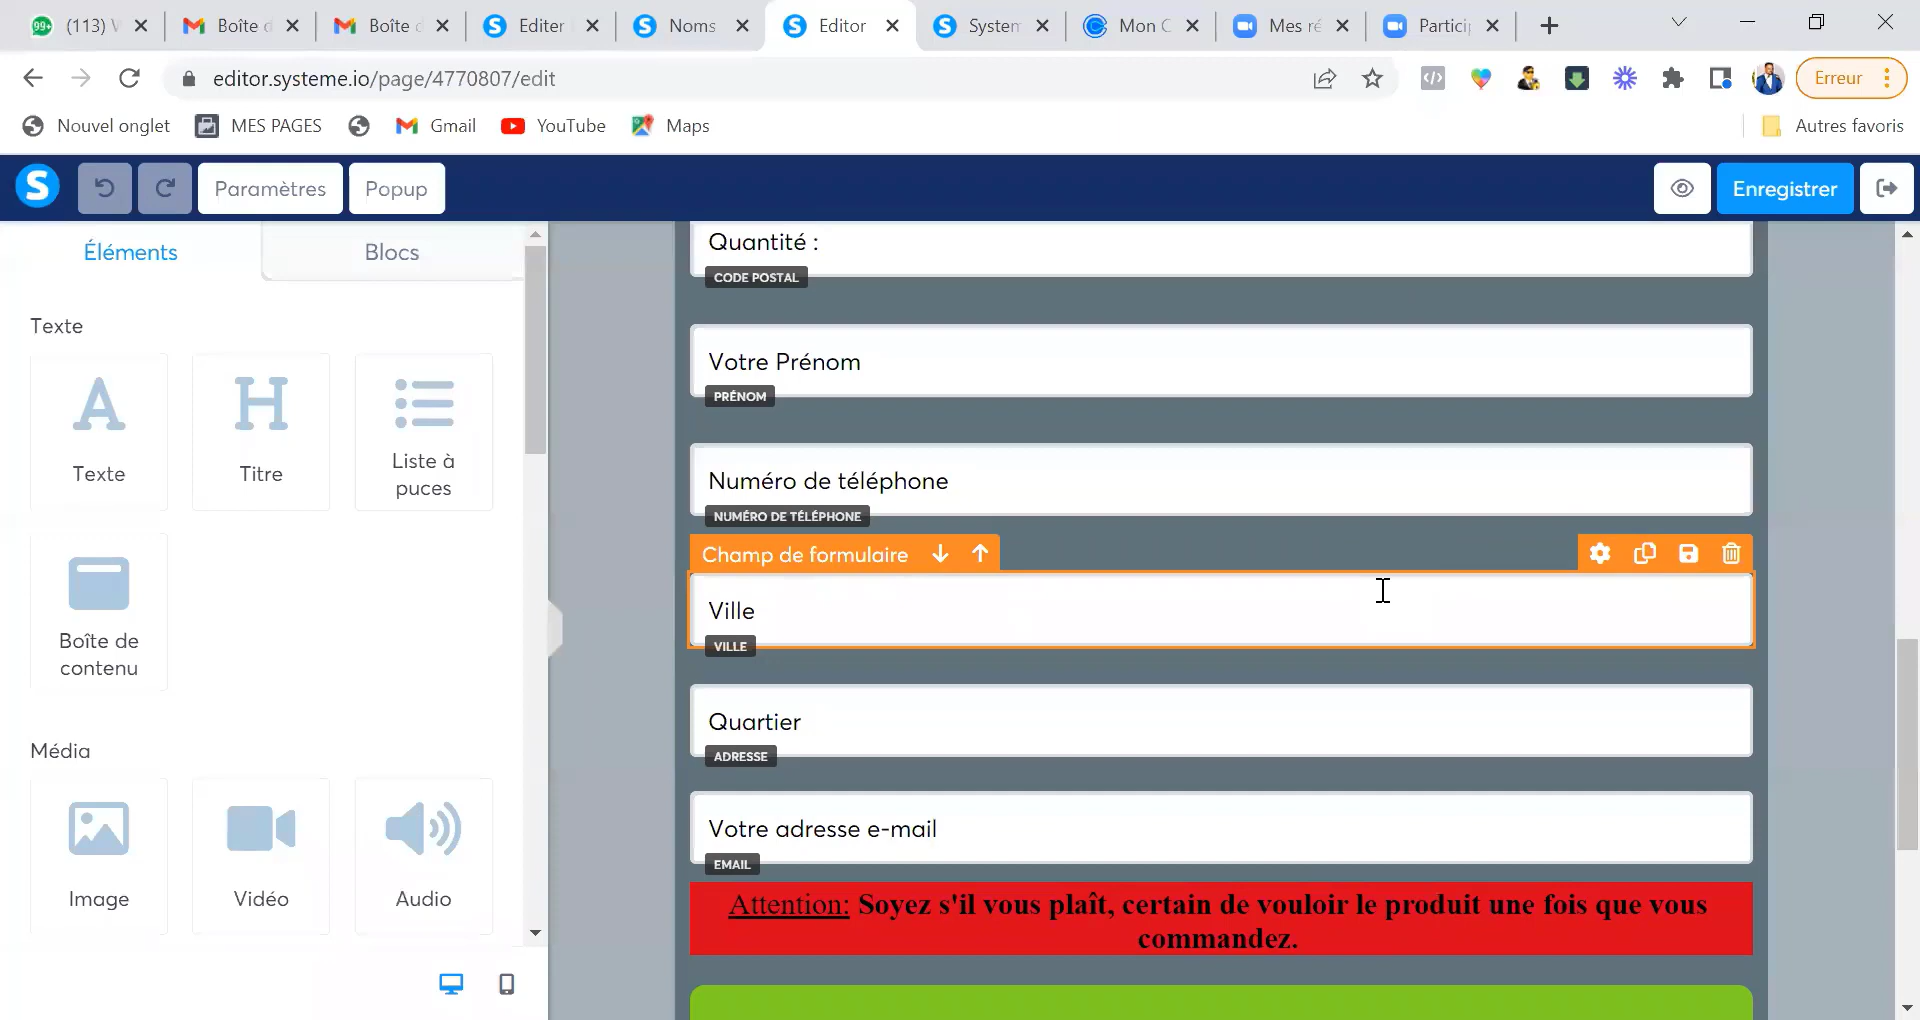 99+ (113) W
Boîte d
Boîte d
Editer
Noms
Editor
System
Mon C
Mes ré
Partici
editor.systeme.io/page/4770807/edit
Erreur
Nouvel onglet
MES PAGES
Gmail
YouTube
Maps
Autres favoris
S
Paramètres
Popup
Enregistrer
Éléments
Blocs
Texte
A
H
Texte
Titre
Liste à
puces
Boîte de
contenu
Média
Image
Vidéo
Audio
Quantité :
CODE POSTAL
Votre Prénom
PRÉNOM
Numéro de téléphone
NUMÉRO DE TÉLÉPHONE
Champ de formulaire
Ville
VILLE
Quartier
ADRESSE
Votre adresse e-mail
EMAIL
Attention: Soyez s'il vous plaît, certain de vouloir le produit une fois que vous
commandez.